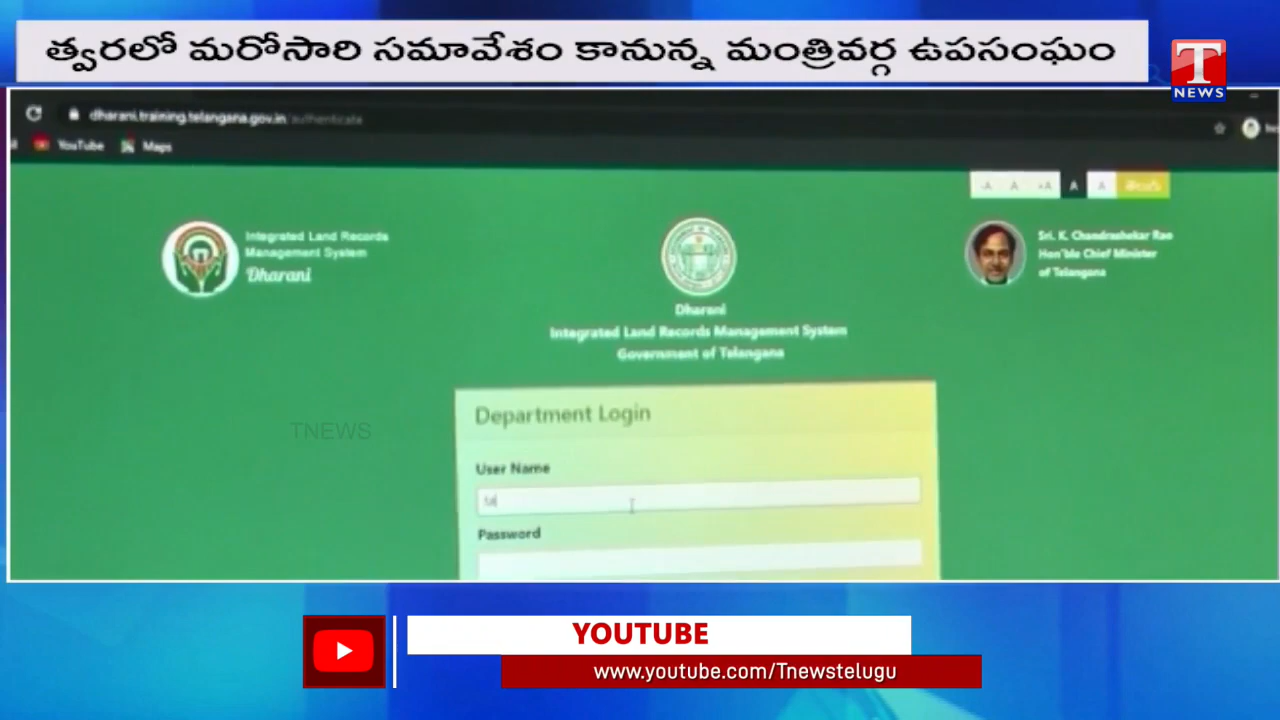 త్వరలో మరోసారి సమావేశం కానున్న మంత్రివర్గ ఉపసంఘం
T
NEWS
dharani.training.telangana.gov.in/authenticate
YouTube
Maps
-A A +A A A తెలుగు
Integrated Land Records
Management System
Dharani
Sri. K. Chandrashekar Rao
Hon'ble Chief Minister
of Telangana
Dharani
Integrated Land Records Management System
Government of Telangana
Department Login
TNEWS
User Name
Password
YOUTUBE
www.youtube.com/Tnewstelugu